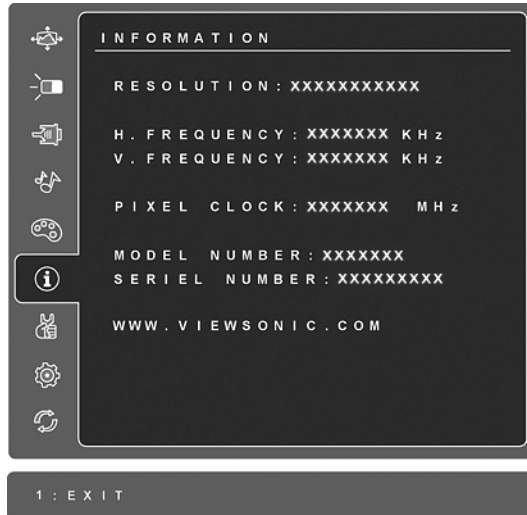 INFORMATION
RESOLUTION: XXXXXXXXXXX
H. FREQUENCY: XXXXXXX KHz
V. FREQUENCY: XXXXXXX KHz
PIXEL CLOCK: XXXXXXX MHz
MODEL NUMBER: XXXXXXX
SERIEL NUMBER: XXXXXXXXX
WWW.VIEWSONIC.COM
1:EXIT